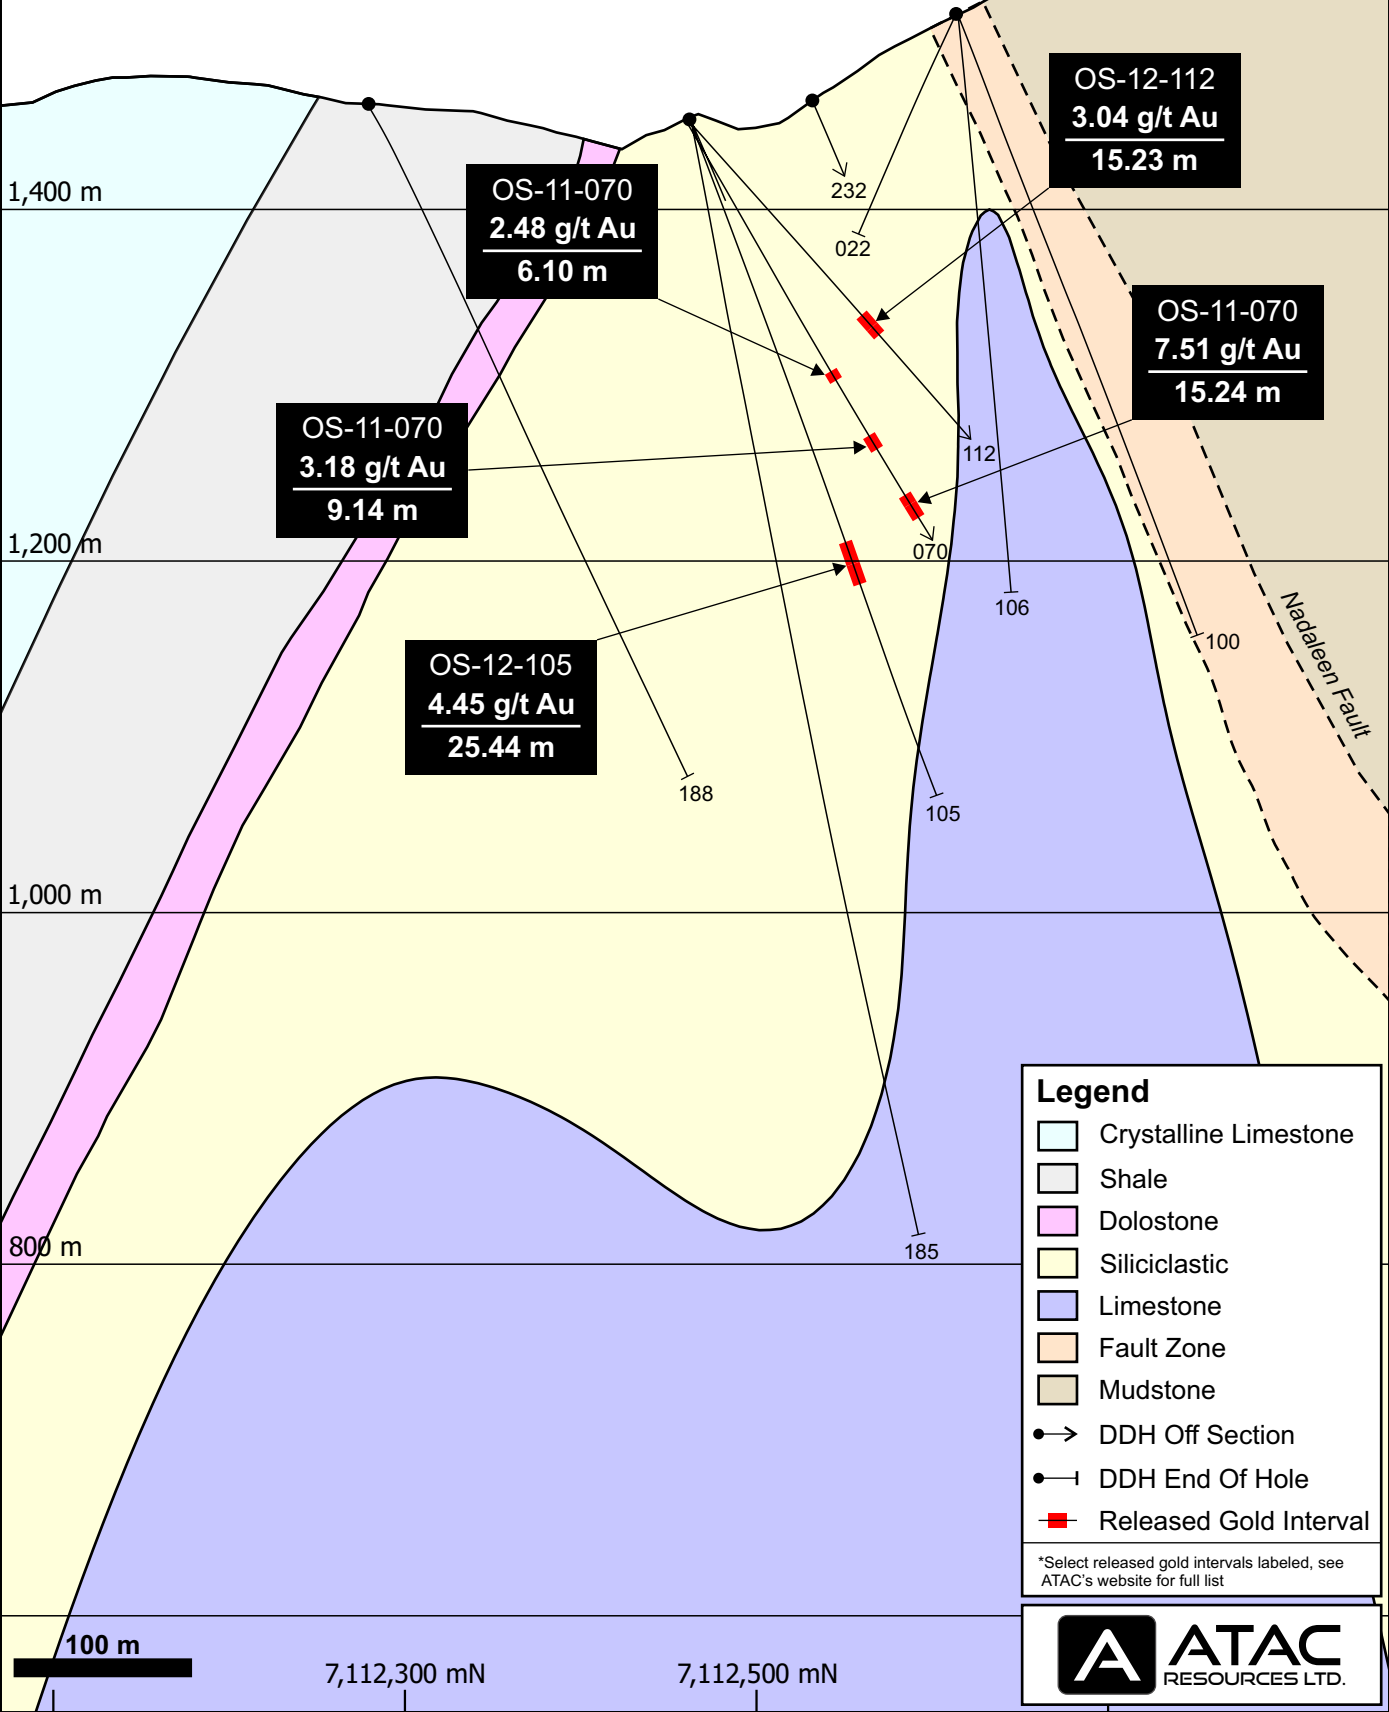 OS-12-112
3.04 g/t Au
15.23 m
1,400 m
OS-11-070
2.48 g/t Au
6.10 m
232
022
OS-11-070
7.51 g/t Au
15.24 m
OS-11-070
3.18 g/t Au
9.14 m
112
1,200 m
070
106
100
Nadaleen Fault
OS-12-105
4.45 g/t Au
25.44 m
188
105
1,000 m
800 m
185
Legend
Crystalline Limestone
Shale
Dolostone
Siliciclastic
Limestone
Fault Zone
Mudstone
DDH Off Section
DDH End Of Hole
Released Gold Interval
*Select released gold intervals labeled, see
ATAC's website for full list
100 m
7,112,300 mN
7,112,500 mN
A ATAC
RESOURCES LTD.